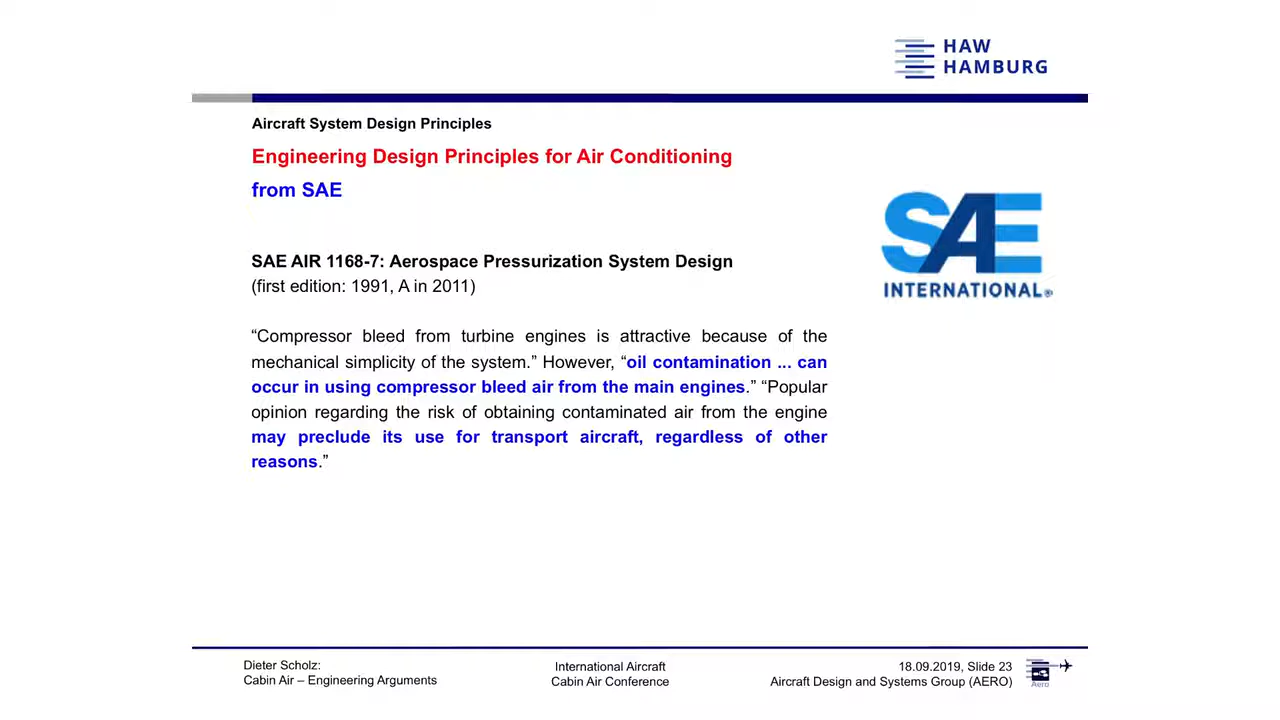 HAW
HAMBURG
Aircraft System Design Principles
Engineering Design Principles for Air Conditioning
from SAE
SAE
INTERNATIONAL®
SAE AIR 1168-7: Aerospace Pressurization System Design
(first edition: 1991, A in 2011)
“Compressor bleed from turbine engines is attractive because of the
mechanical simplicity of the system.” However, “oil contamination ... can
occur in using compressor bleed air from the main engines.” “Popular
opinion regarding the risk of obtaining contaminated air from the engine
may preclude its use for transport aircraft, regardless of other
reasons.”
Dieter Scholz:
Cabin Air – Engineering Arguments
International Aircraft
Cabin Air Conference
18.09.2019, Slide 23
Aircraft Design and Systems Group (AERO)
Aero